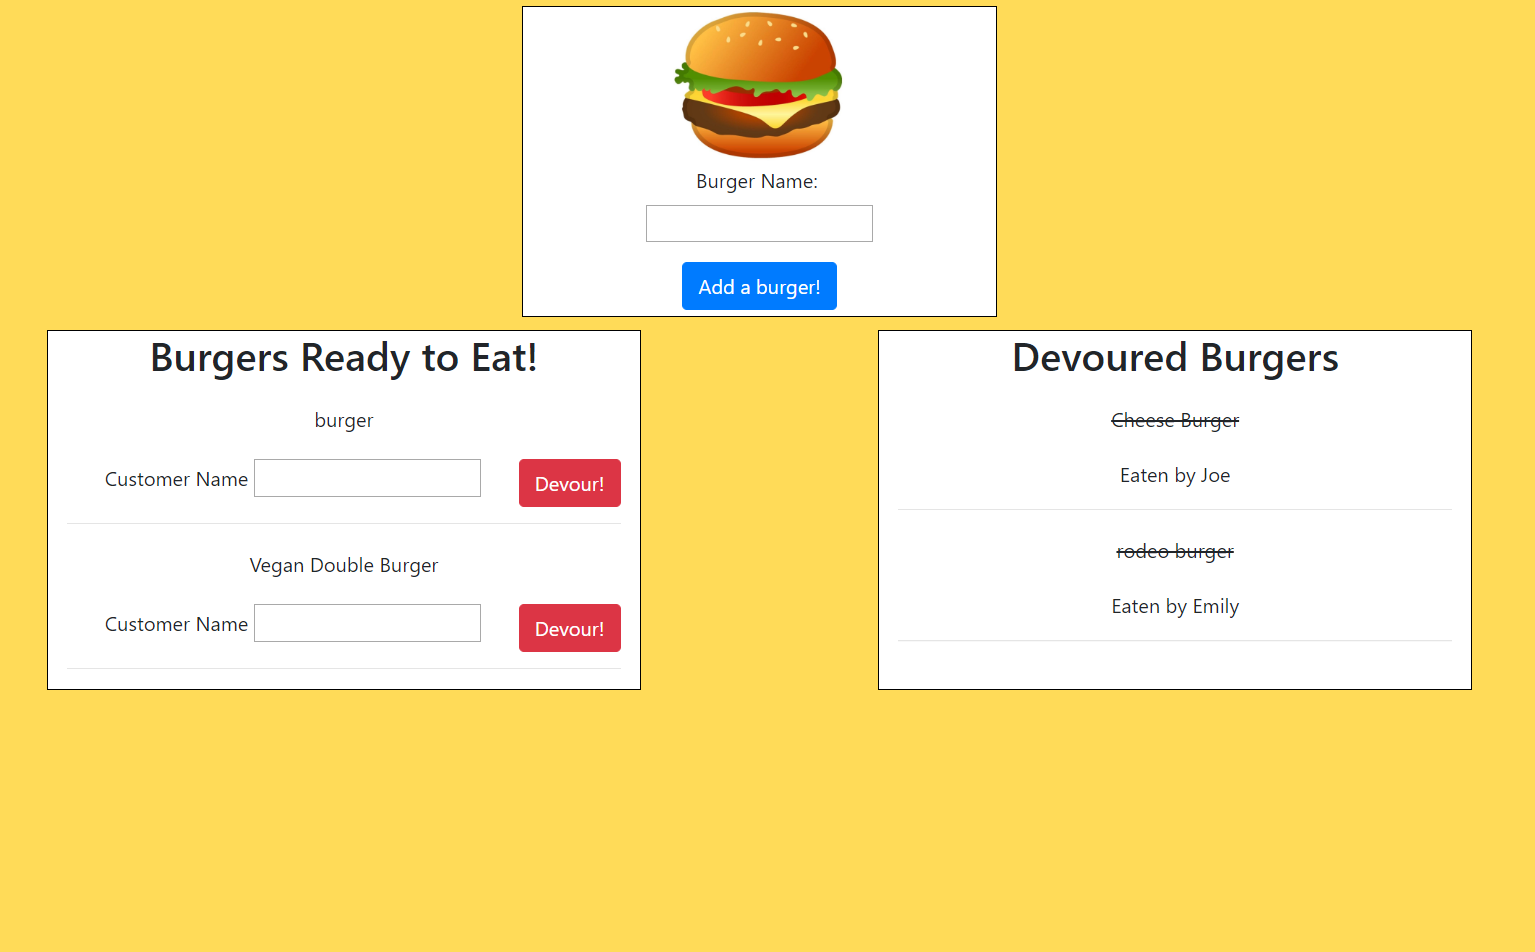 Burger Name:
Add a burger!
Burgers Ready to Eat!
burger
Customer Name Devour!
Vegan Double Burger
Customer Name Devour!
Devoured Burgers
Cheese Burger
Eaten by Joe
rodeo burger
Eaten by Emily